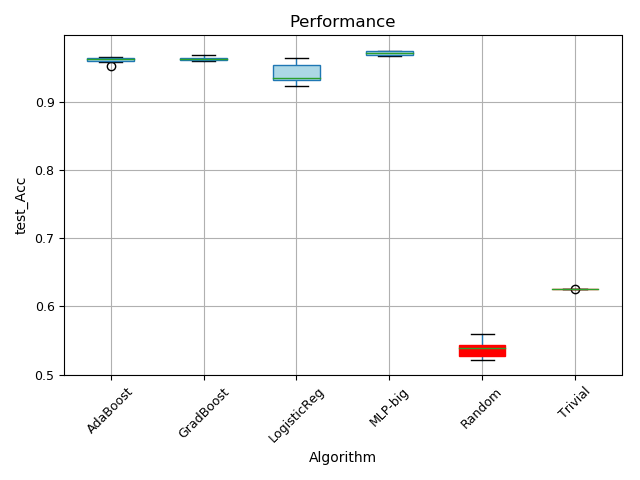 Performance
test_Acc
0.9
0.8
0.7
0.6
0.5
AdaBoost
GradBoost
LogisticReg
MLP-big
Random
Trivial
Algorithm